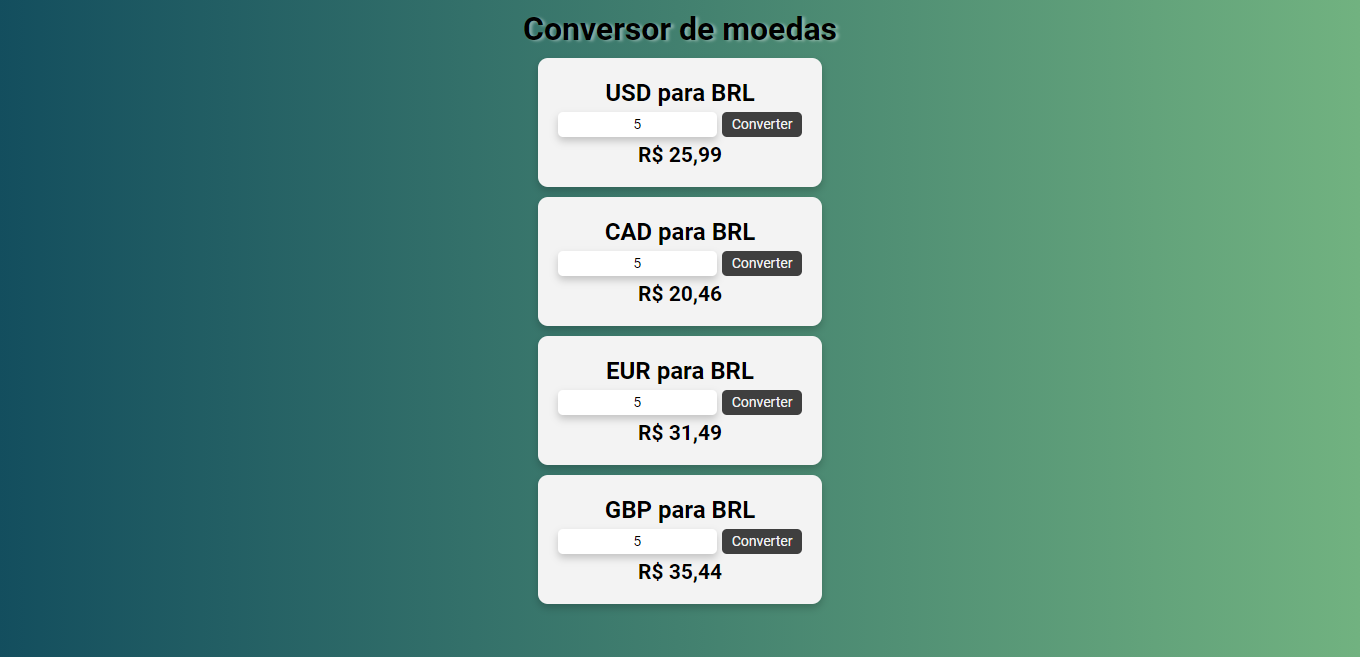 Conversor de moedas
USD para BRL
5 Converter
R$ 25,99
CAD para BRL
5 Converter
R$ 20,46
EUR para BRL
5 Converter
R$ 31,49
GBP para BRL
5 Converter
R$ 35,44